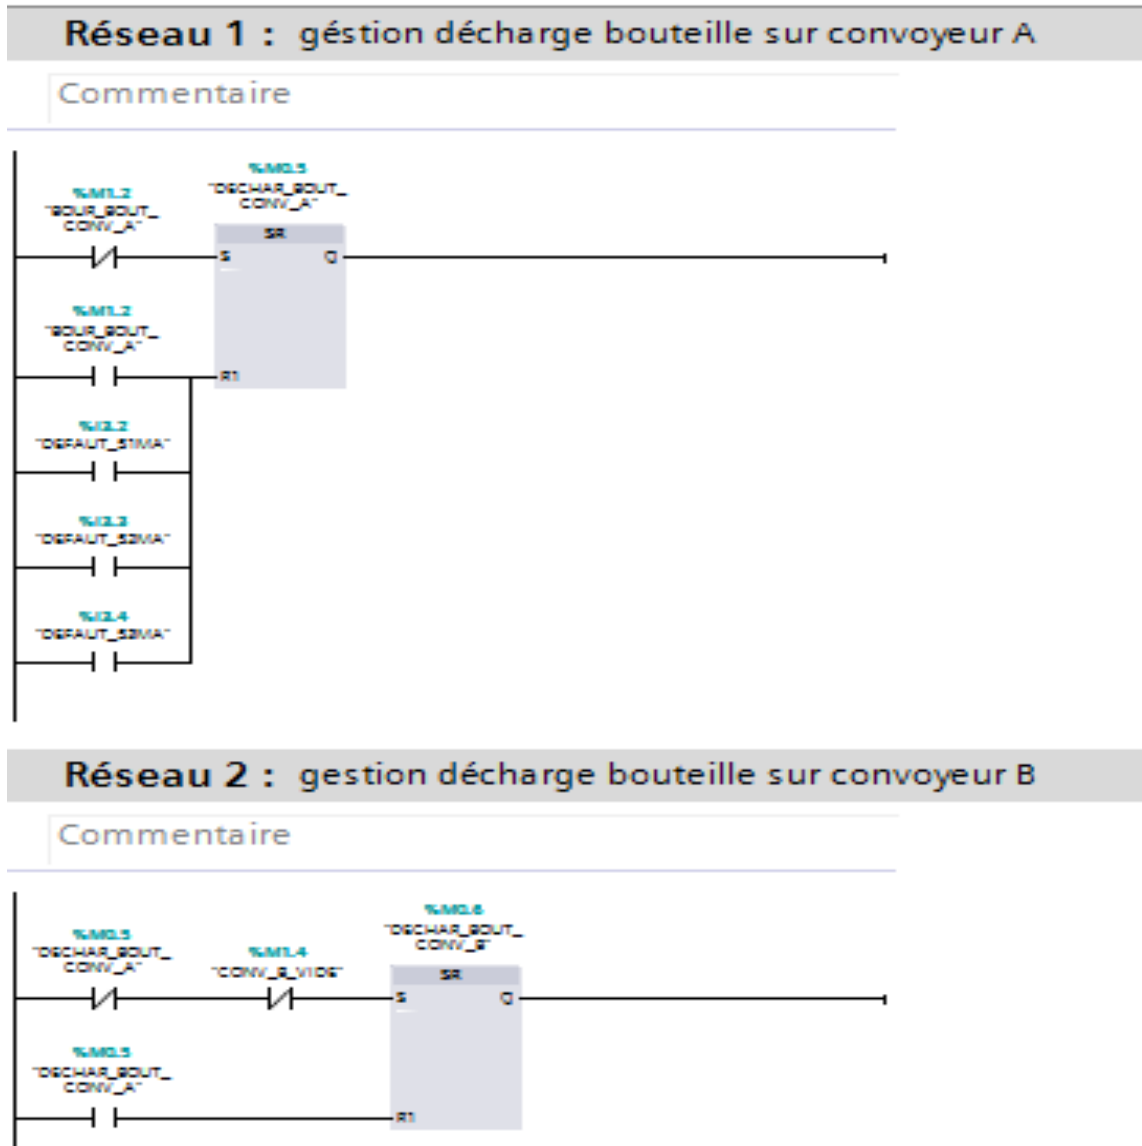 Réseau 1 : géstion décharge bouteille sur convoyeur A
Commentaire
%M0.5
"DECHAR_BOUT_
CONV_A"
%M1.2
"BOUR_BOUT_
CONV_A"
SR
S Q
%M1.2
"BOUR_BOUT_
CONV_A"
R1
%I3.2
"DEFAUT_S1MA"
%I3.3
"DEFAUT_S2MA"
%I3.4
"DEFAUT_S3MA"
Réseau 2 : gestion décharge bouteille sur convoyeur B
Commentaire
%M0.6
"DECHAR_BOUT_
CONV_B"
%M0.5
"DECHAR_BOUT_
CONV_A"
%M1.4
"CONV_B_VIDE"
SR
S Q
%M0.5
"DECHAR_BOUT_
CONV_A"
R1